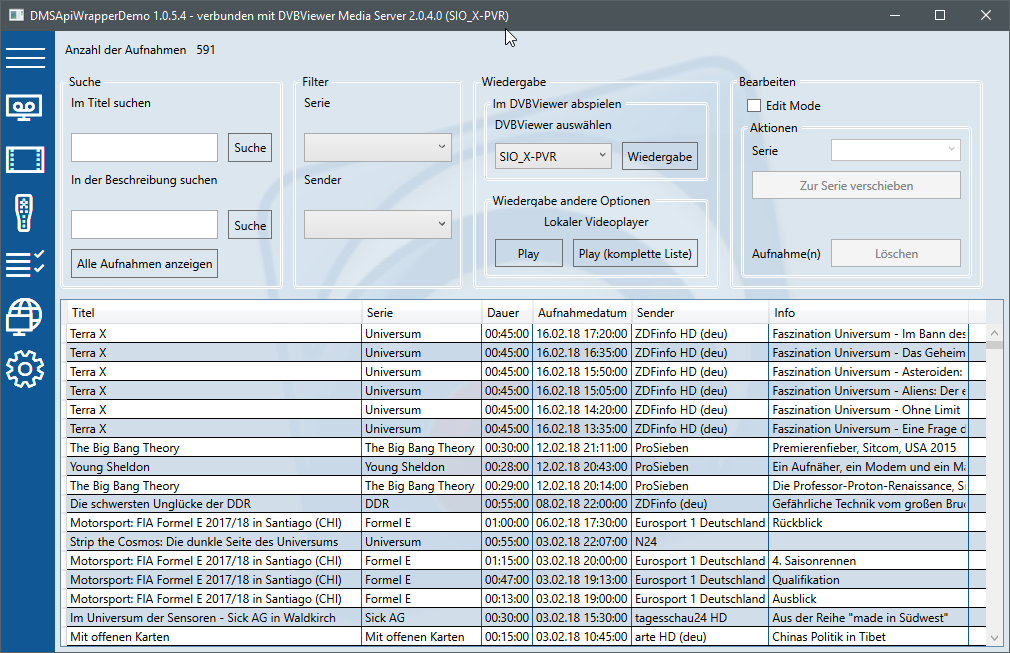 DMSApiWrapperDemo 1.0.5.4 - verbunden mit DVBViewer Media Server 2.0.4.0 (SIO_X-PVR)
Anzahl der Aufnahmen 591
Suche
Im Titel suchen
Suche
In der Beschreibung suchen
Suche
Alle Aufnahmen anzeigen
Filter
Serie
Sender
Wiedergabe
Im DVBViewer abspielen
DVBViewer auswählen
SIO_X-PVR Wiedergabe
Wiedergabe andere Optionen
Lokaler Videoplayer
Play Play (komplette Liste)
Bearbeiten
Edit Mode
Aktionen
Serie
Zur Serie verschieben
Aufnahme(n) Löschen
Titel Serie Dauer Aufnahmedatum Sender Info
Terra X Universum 00:45:00 16.02.18 17:20:00 ZDFinfo HD (deu) Faszination Universum - Im Bann des
Terra X Universum 00:45:00 16.02.18 16:35:00 ZDFinfo HD (deu) Faszination Universum - Das Geheim
Terra X Universum 00:45:00 16.02.18 15:50:00 ZDFinfo HD (deu) Faszination Universum - Asteroiden:
Terra X Universum 00:45:00 16.02.18 15:05:00 ZDFinfo HD (deu) Faszination Universum - Aliens: Der e
Terra X Universum 00:45:00 16.02.18 14:20:00 ZDFinfo HD (deu) Faszination Universum - Ohne Limit
Terra X Universum 00:45:00 16.02.18 13:35:00 ZDFinfo HD (deu) Faszination Universum - Eine Frage d
The Big Bang Theory The Big Bang Theory 00:30:00 12.02.18 21:11:00 ProSieben Premierenfieber, Sitcom, USA 2015
Young Sheldon Young Sheldon 00:28:00 12.02.18 20:43:00 ProSieben Ein Aufnäher, ein Modem und ein Ma
The Big Bang Theory The Big Bang Theory 00:29:00 12.02.18 20:14:00 ProSieben Die Professor-Proton-Renaissance, Si
Die schwersten Unglücke der DDR DDR 00:55:00 08.02.18 22:00:00 ZDFinfo (deu) Gefährliche Technik vom großen Bruc
Motorsport: FIA Formel E 2017/18 in Santiago (CHI) Formel E 01:00:00 06.02.18 17:30:00 Eurosport 1 Deutschland Rückblick
Strip the Cosmos: Die dunkle Seite des Universums Universum 00:55:00 03.02.18 22:07:00 N24
Motorsport: FIA Formel E 2017/18 in Santiago (CHI) Formel E 01:15:00 03.02.18 20:00:00 Eurosport 1 Deutschland 4. Saisonrennen
Motorsport: FIA Formel E 2017/18 in Santiago (CHI) Formel E 00:47:00 03.02.18 19:13:00 Eurosport 1 Deutschland Qualifikation
Motorsport: FIA Formel E 2017/18 in Santiago (CHI) Formel E 00:13:00 03.02.18 19:00:00 Eurosport 1 Deutschland Ausblick
Im Universum der Sensoren - Sick AG in Waldkirch Sick AG 00:30:00 03.02.18 15:30:00 tagesschau24 HD Aus der Reihe "made in Südwest"
Mit offenen Karten Mit offenen Karten 00:15:00 03.02.18 10:45:00 arte HD (deu) Chinas Politik in Tibet